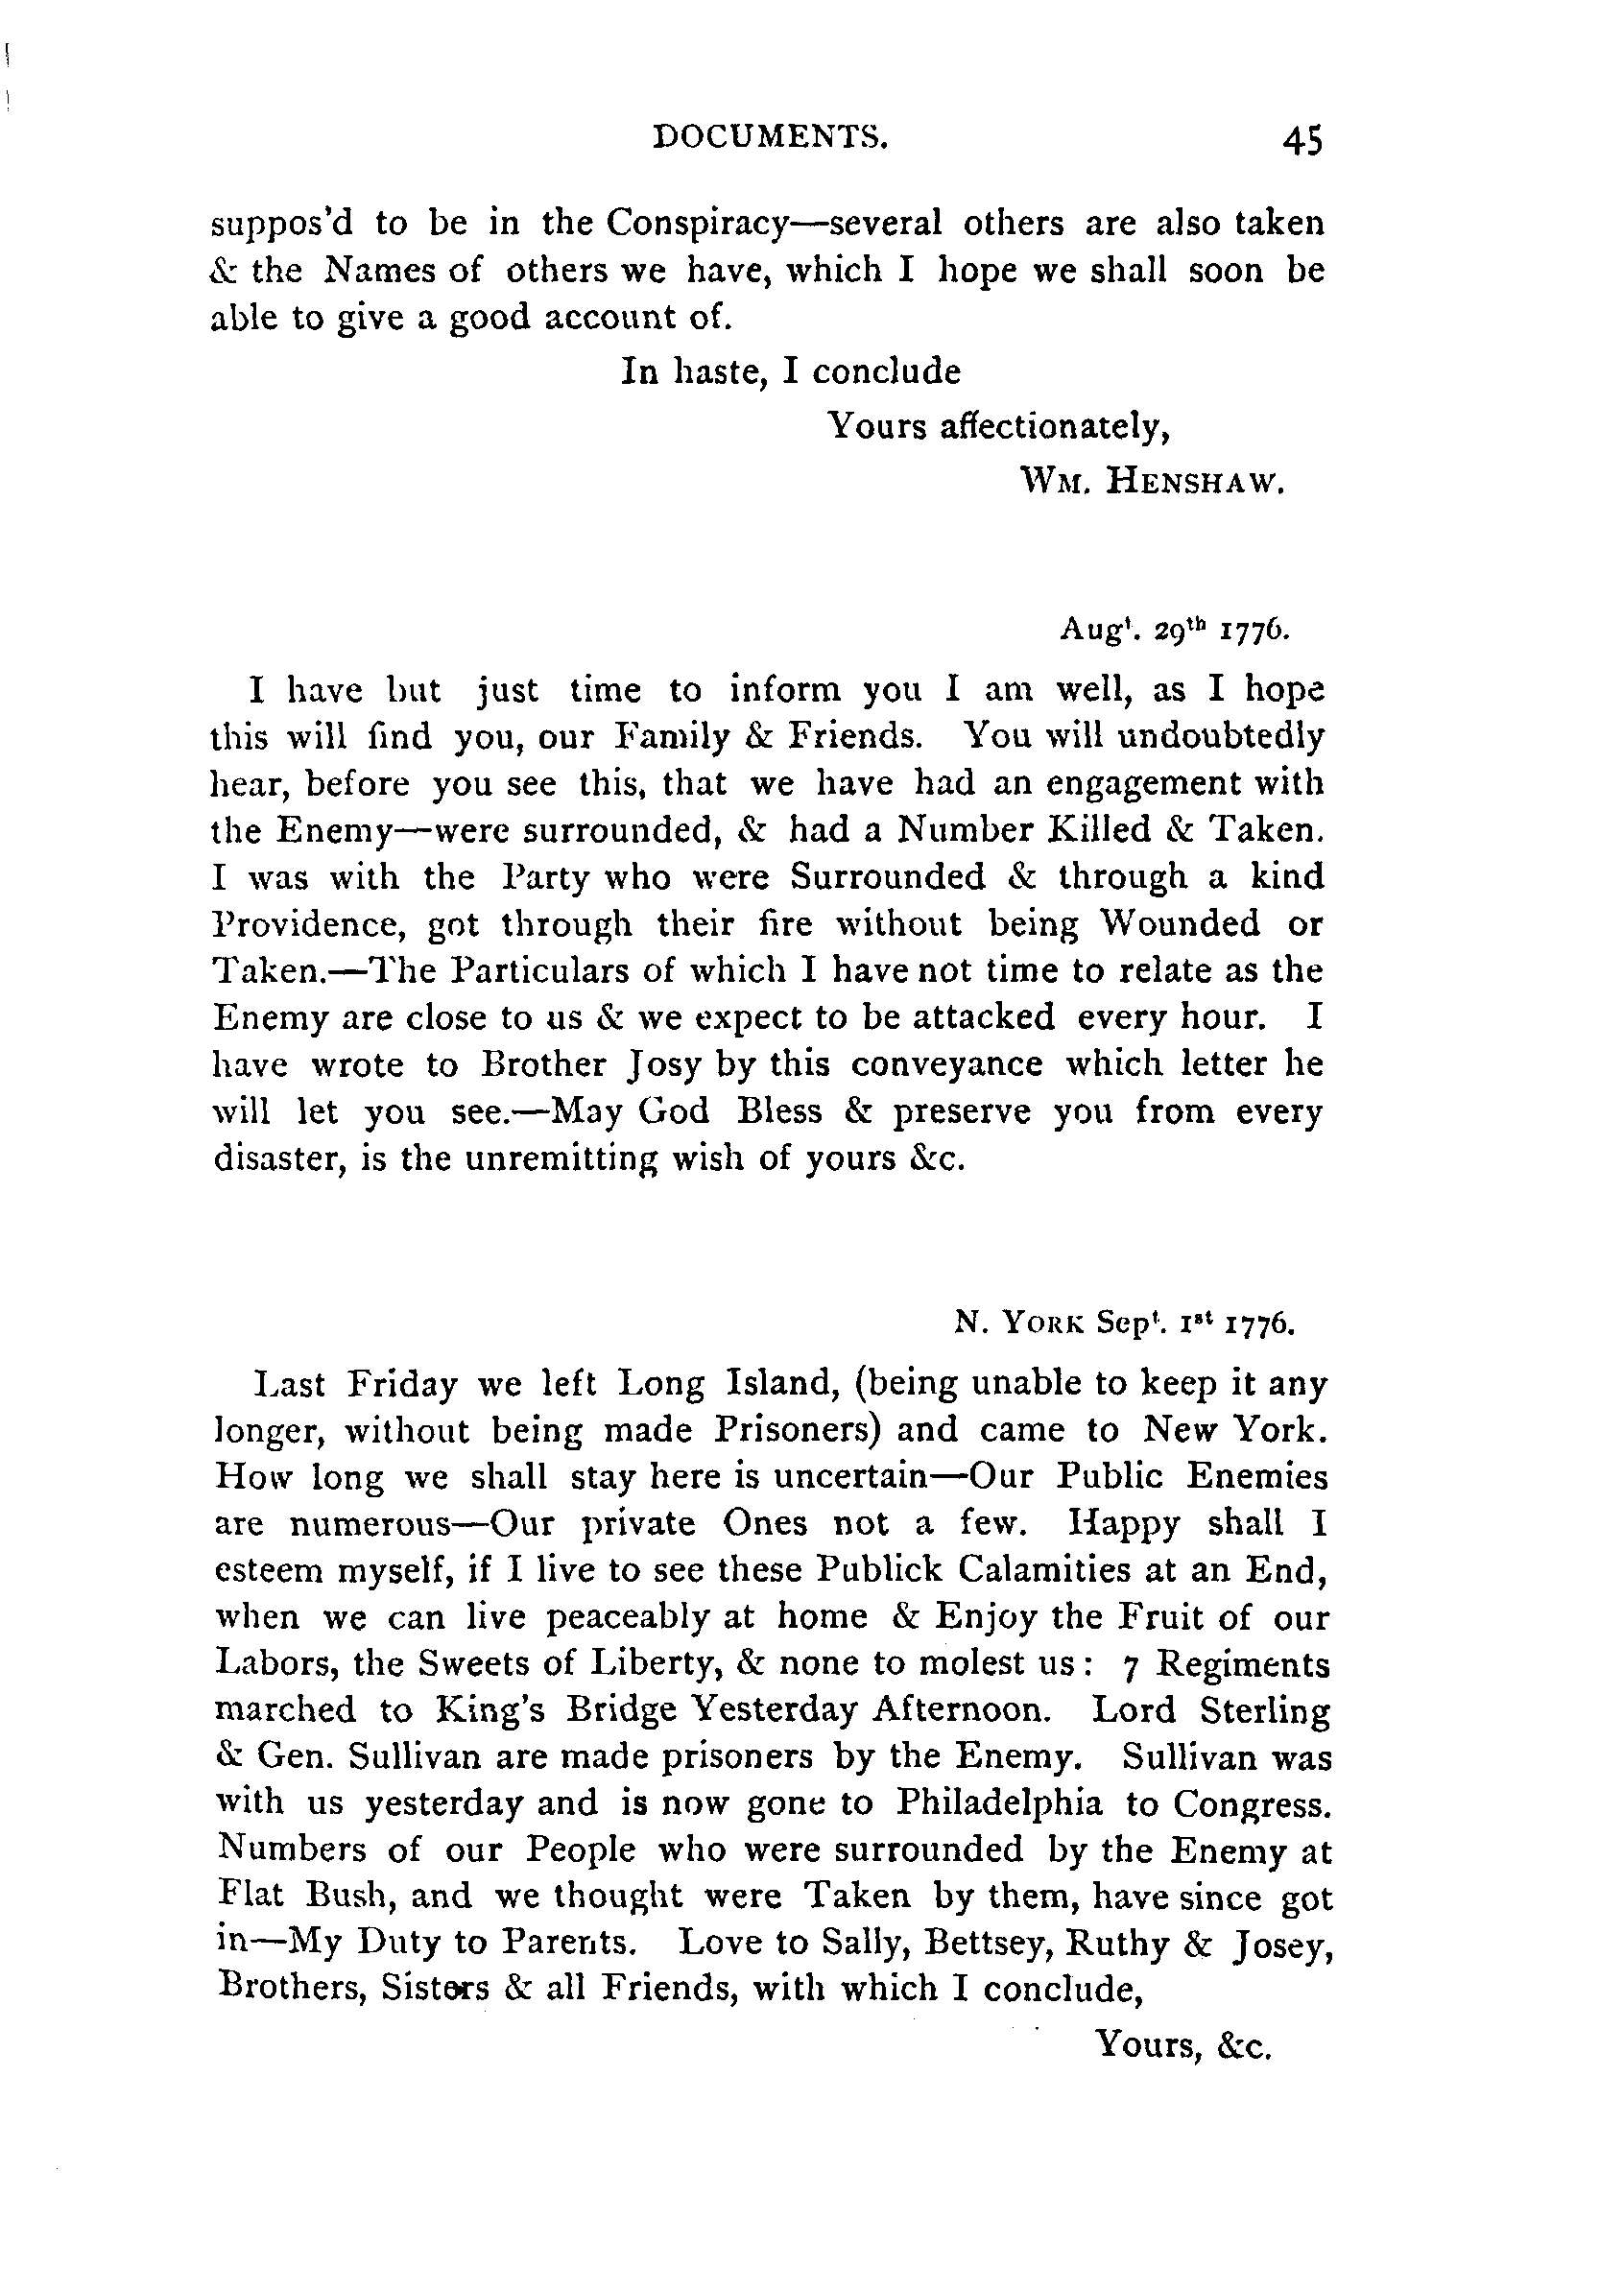 DOCUMENTS. 45
suppos'd to be in the Conspiracy—several others are also taken
& the Names of others we have, which I hope we shall soon be
able to give a good account of.
In haste, I conclude
Yours affectionately,
WM. HENSHAW.
Augᵗ. 29ᵗʰ 1776.
I have but just time to inform you I am well, as I hope
this will find you, our Family & Friends. You will undoubtedly
hear, before you see this, that we have had an engagement with
the Enemy—were surrounded, & had a Number Killed & Taken.
I was with the Party who were Surrounded & through a kind
Providence, got through their fire without being Wounded or
Taken.—The Particulars of which I have not time to relate as the
Enemy are close to us & we expect to be attacked every hour. I
have wrote to Brother Josy by this conveyance which letter he
will let you see.—May God Bless & preserve you from every
disaster, is the unremitting wish of yours &c.
N. YORK Sepᵗ. 1ˢᵗ 1776.
Last Friday we left Long Island, (being unable to keep it any
longer, without being made Prisoners) and came to New York.
How long we shall stay here is uncertain—Our Public Enemies
are numerous—Our private Ones not a few. Happy shall I
esteem myself, if I live to see these Publick Calamities at an End,
when we can live peaceably at home & Enjoy the Fruit of our
Labors, the Sweets of Liberty, & none to molest us: 7 Regiments
marched to King's Bridge Yesterday Afternoon. Lord Sterling
& Gen. Sullivan are made prisoners by the Enemy. Sullivan was
with us yesterday and is now gone to Philadelphia to Congress.
Numbers of our People who were surrounded by the Enemy at
Flat Bush, and we thought were Taken by them, have since got
in—My Duty to Parents. Love to Sally, Bettsey, Ruthy & Josey,
Brothers, Sisters & all Friends, with which I conclude,
Yours, &c.